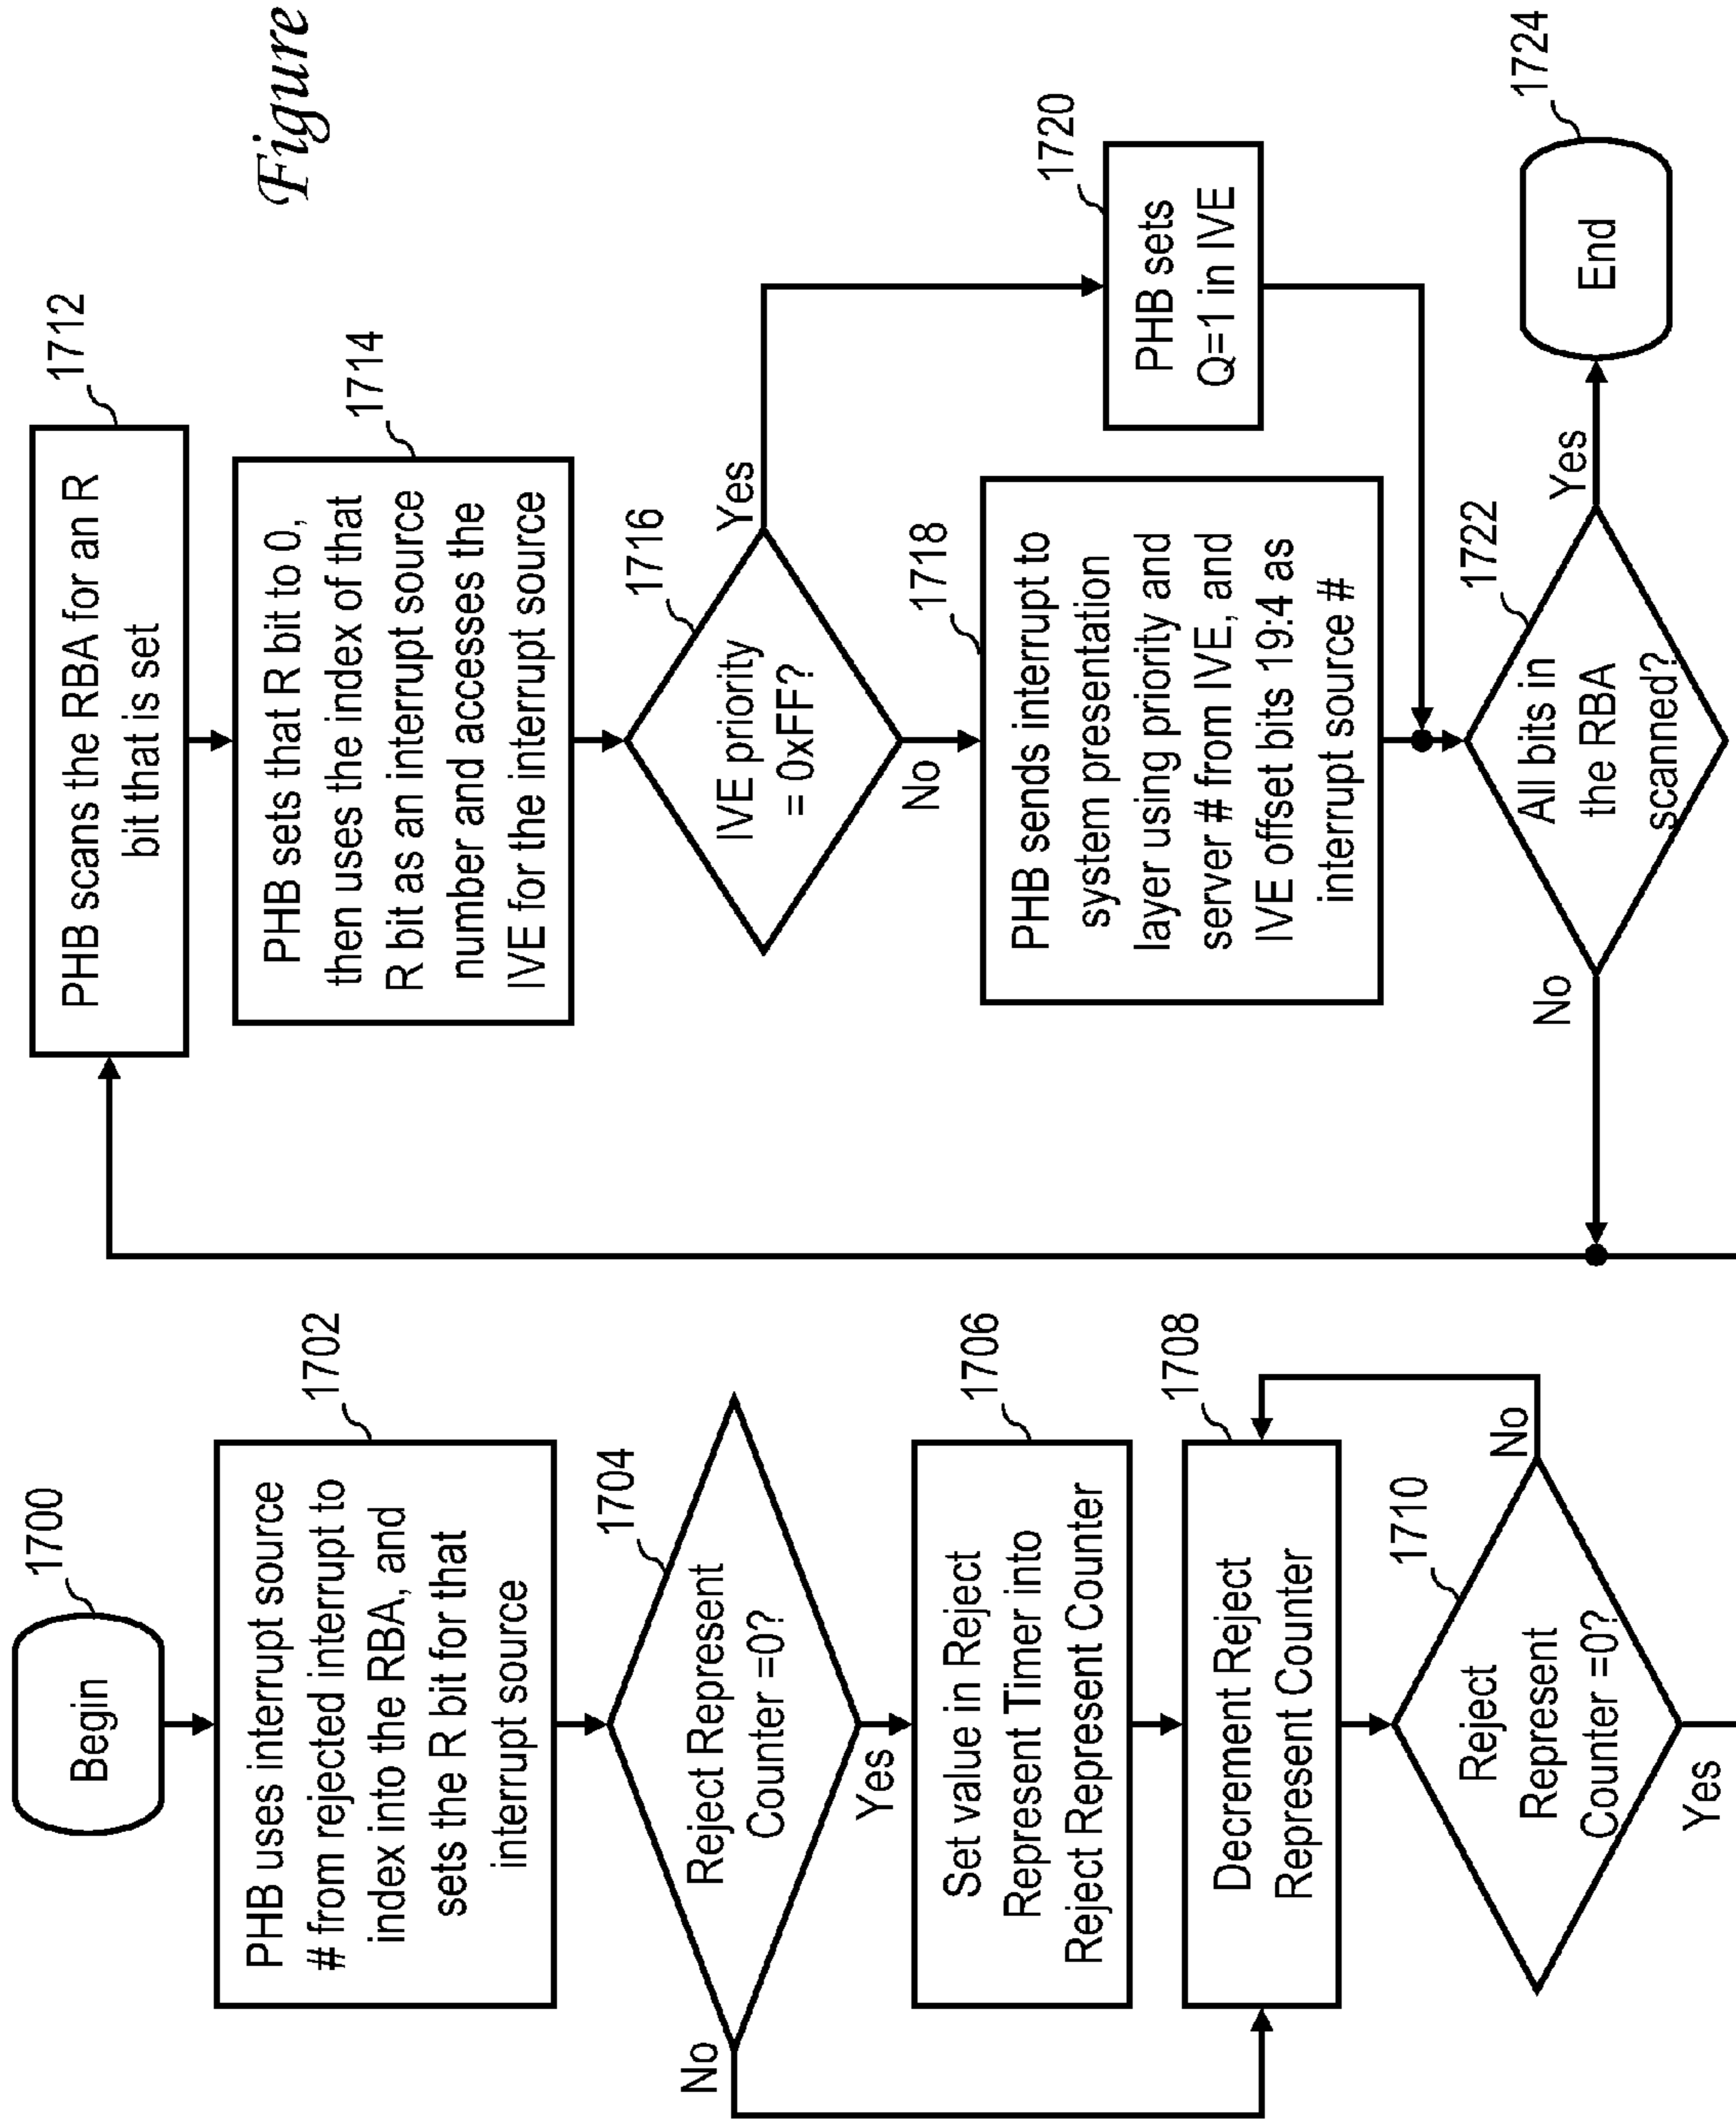 1700
Begin
1702
PHB uses interrupt source
# from rejected interrupt to
index into the RBA, and
sets the R bit for that
interrupt source
1704
Reject Represent
Counter =0?
No
Yes
1706
Set value in Reject
Represent Timer into
Reject Represent Counter
1708
Decrement Reject
Represent Counter
1710
Reject
Represent
Counter =0?
No
Yes
1712
PHB scans the RBA for an R
bit that is set
1714
PHB sets that R bit to 0,
then uses the index of that
R bit as an interrupt source
number and accesses the
IVE for the interrupt source
1716
IVE priority
= 0xFF?
Yes
No
1718
PHB sends interrupt to
system presentation
layer using priority and
server # from IVE, and
IVE offset bits 19:4 as
interrupt source #
1720
PHB sets
Q=1 in IVE
1722
All bits in
the RBA
scanned?
No
Yes
1724
End
Figure